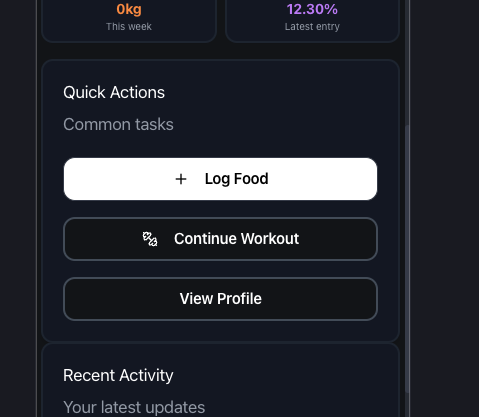 0kg
This week
12.30%
Latest entry
Quick Actions
Common tasks
Log Food
Continue Workout
View Profile
Recent Activity
Your latest updates